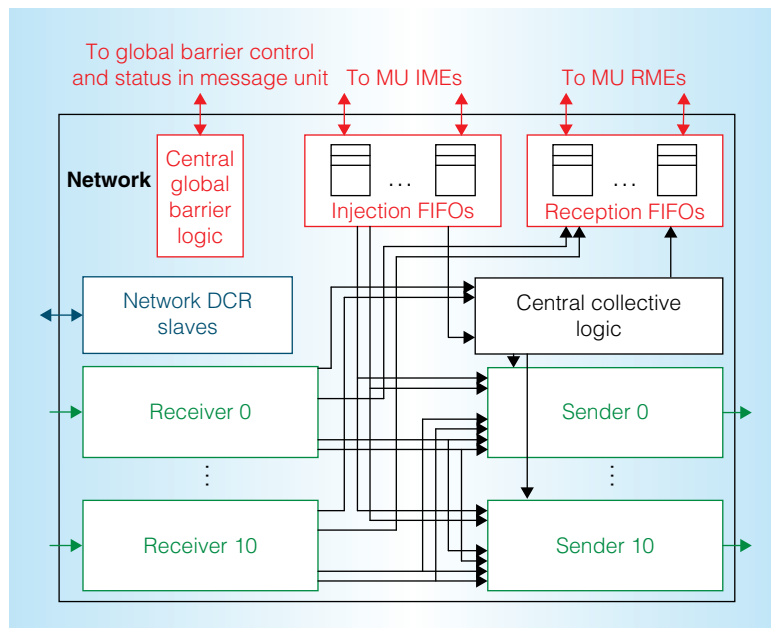 To global barrier control
and status in message unit
To MU IMEs
To MU RMEs
Network
Central
global
barrier
logic
...
Injection FIFOs
...
Reception FIFOs
Network DCR
slaves
Central collective
logic
Receiver 0
Sender 0
...
...
Receiver 10
Sender 10